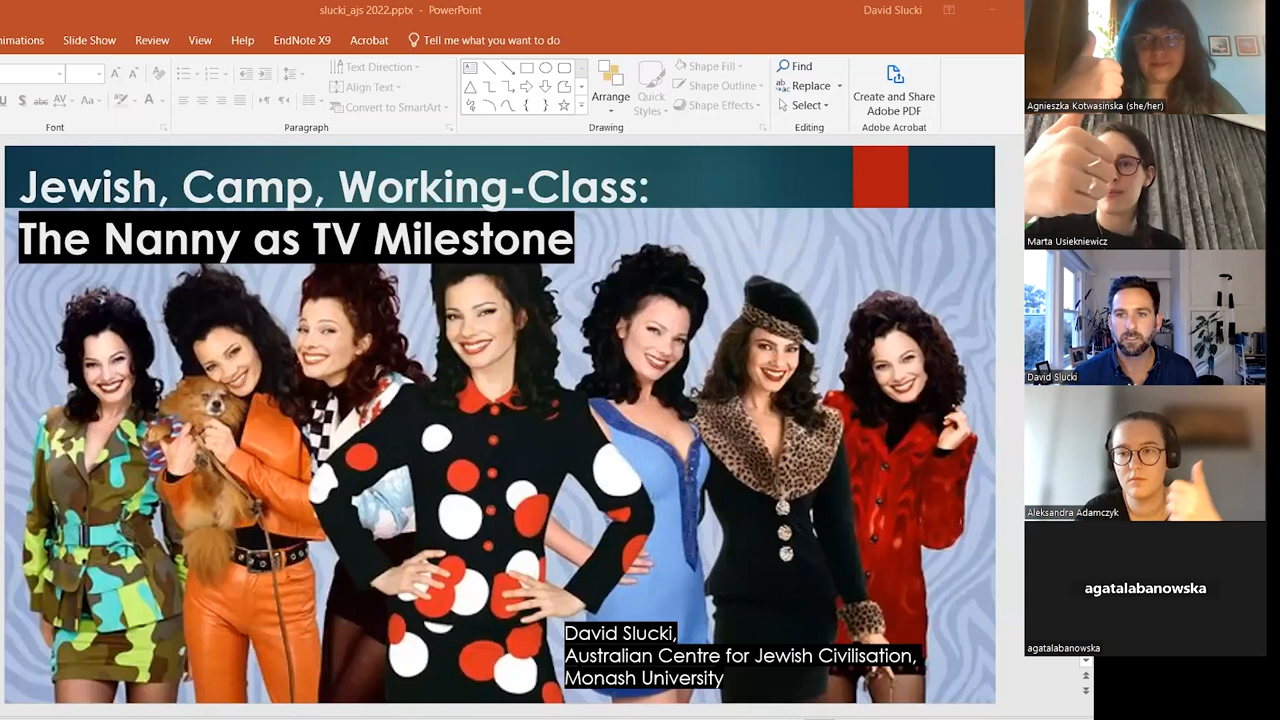 slucki_ajs 2022.pptx - PowerPoint
David Slucki
nimations Slide Show Review View Help EndNote X9 Acrobat Tell me what you want to do
Text Direction
Align Text
Convert to SmartArt
Arrange
Quick
Styles
Shape Fill
Shape Outline
Shape Effects
Find
Replace
Select
Create and Share
Adobe PDF
Font
Paragraph
Drawing
Editing
Adobe Acrobat
Jewish, Camp, Working-Class:
The Nanny as TV Milestone
David Slucki,
Australian Centre for Jewish Civilisation,
Monash University
Agnieszka Kotwasińska (she/her)
Marta Usiekniewicz
David Slucki
Aleksandra Adamczyk
agatalabanowska
agatalabanowska